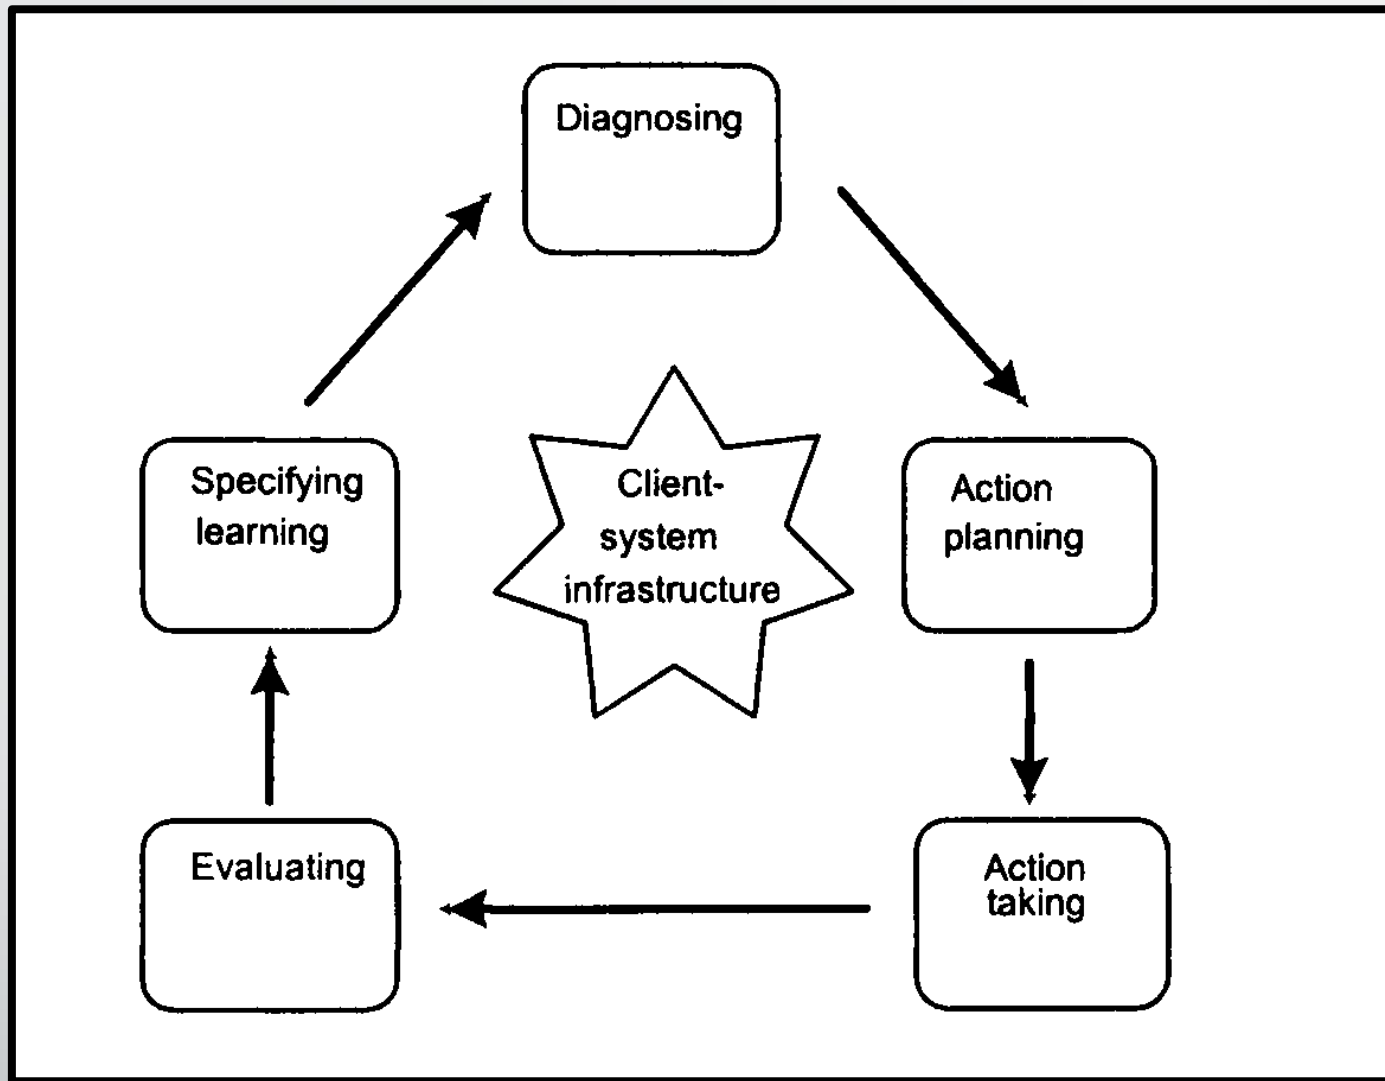 Diagnosing
Specifying
learning
Client-
system
infrastructure
Action
planning
Evaluating
Action
taking